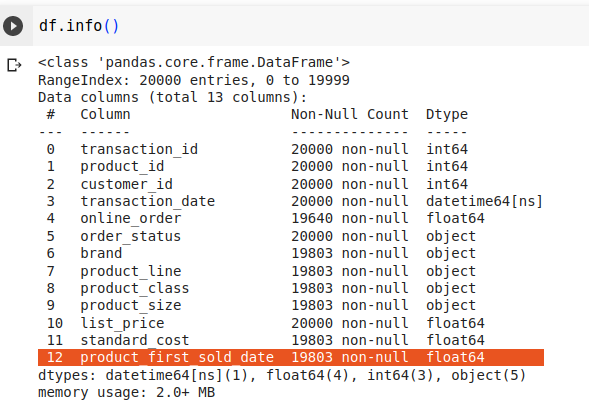 df.info()
<class 'pandas.core.frame.DataFrame'>
RangeIndex: 20000 entries, 0 to 19999
Data columns (total 13 columns):
 #   Column                   Non-Null Count  Dtype
---  ------                   --------------  -----
 0   transaction_id           20000 non-null  int64
 1   product_id               20000 non-null  int64
 2   customer_id              20000 non-null  int64
 3   transaction_date         20000 non-null  datetime64[ns]
 4   online_order             19640 non-null  float64
 5   order_status             20000 non-null  object
 6   brand                    19803 non-null  object
 7   product_line             19803 non-null  object
 8   product_class            19803 non-null  object
 9   product_size             19803 non-null  object
 10  list_price               20000 non-null  float64
 11  standard_cost            19803 non-null  float64
 12  product_first_sold_date  19803 non-null  float64
dtypes: datetime64[ns](1), float64(4), int64(3), object(5)
memory usage: 2.0+ MB